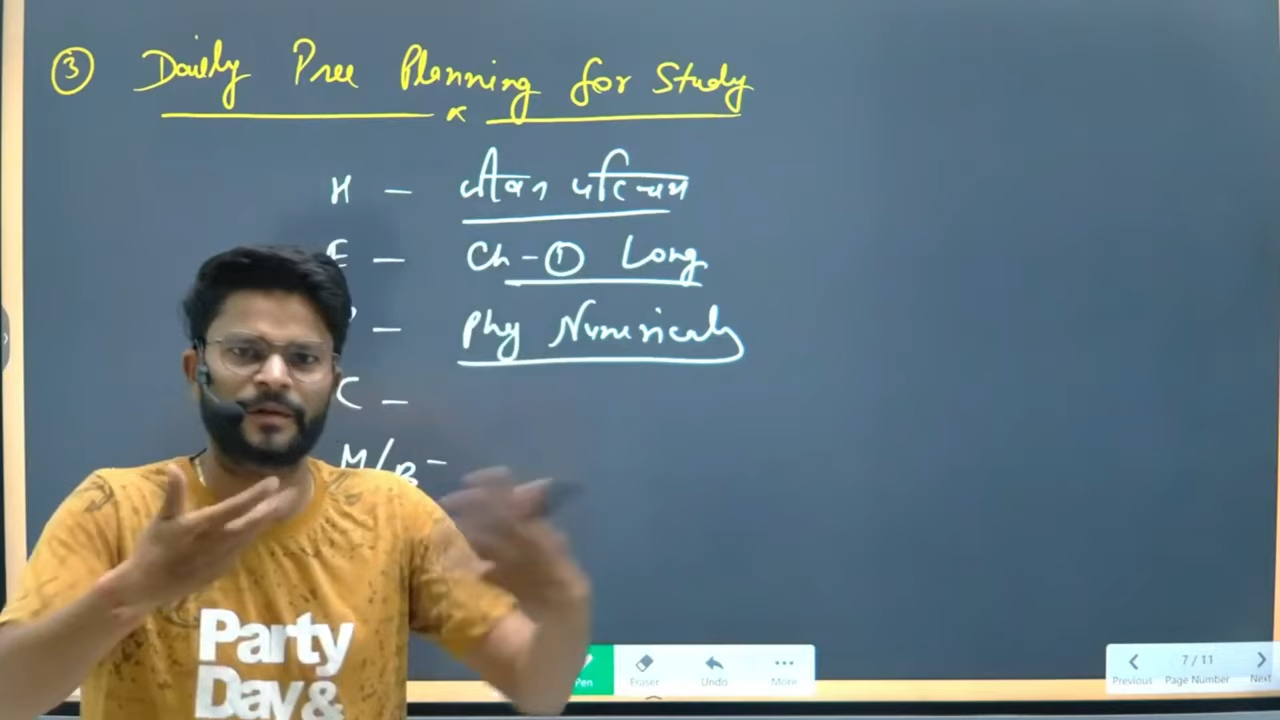 ③ Daily Pree Planning for Study
H – जीवन परिचय
E – Ch-① Long
– Phy Numericals
C –
M/B –
Party
Day&
Pen Eraser Undo More
Previous 7/11 Page Number Next